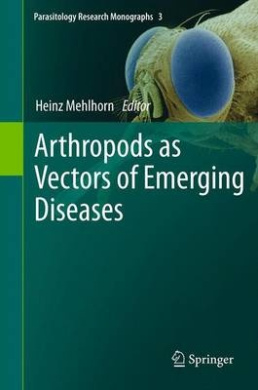 Parasitology Research Monographs 3
Heinz Mehlhorn Editor
Arthropods as
Vectors of Emerging
Diseases
Springer